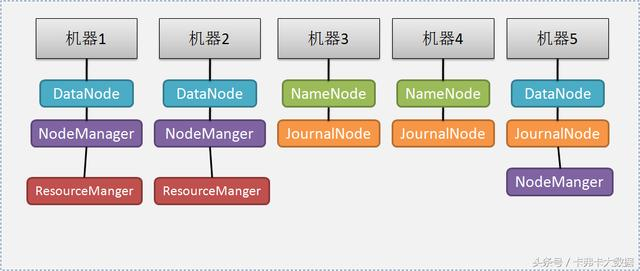 机器1 机器2 机器3 机器4 机器5
DataNode DataNode NameNode NameNode DataNode
NodeManager NodeManger JournalNode JournalNode JournalNode
ResourceManger ResourceManger NodeManger
头条号 / 卡弗卡大数据